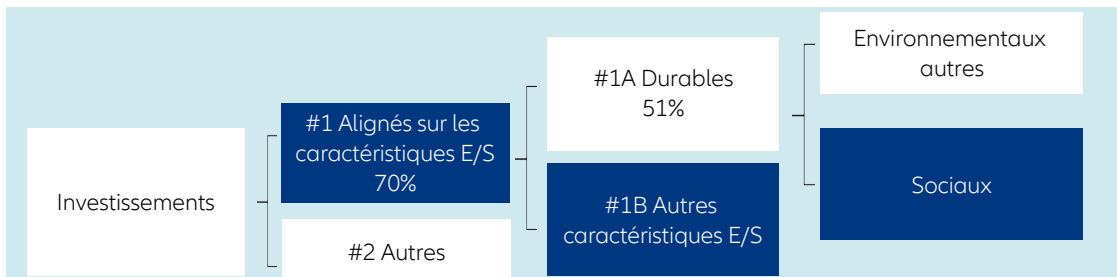 Investissements
#1 Alignés sur les
caractéristiques E/S
70%
#2 Autres
#1A Durables
51%
#1B Autres
caractéristiques E/S
Environnementaux
autres
Sociaux